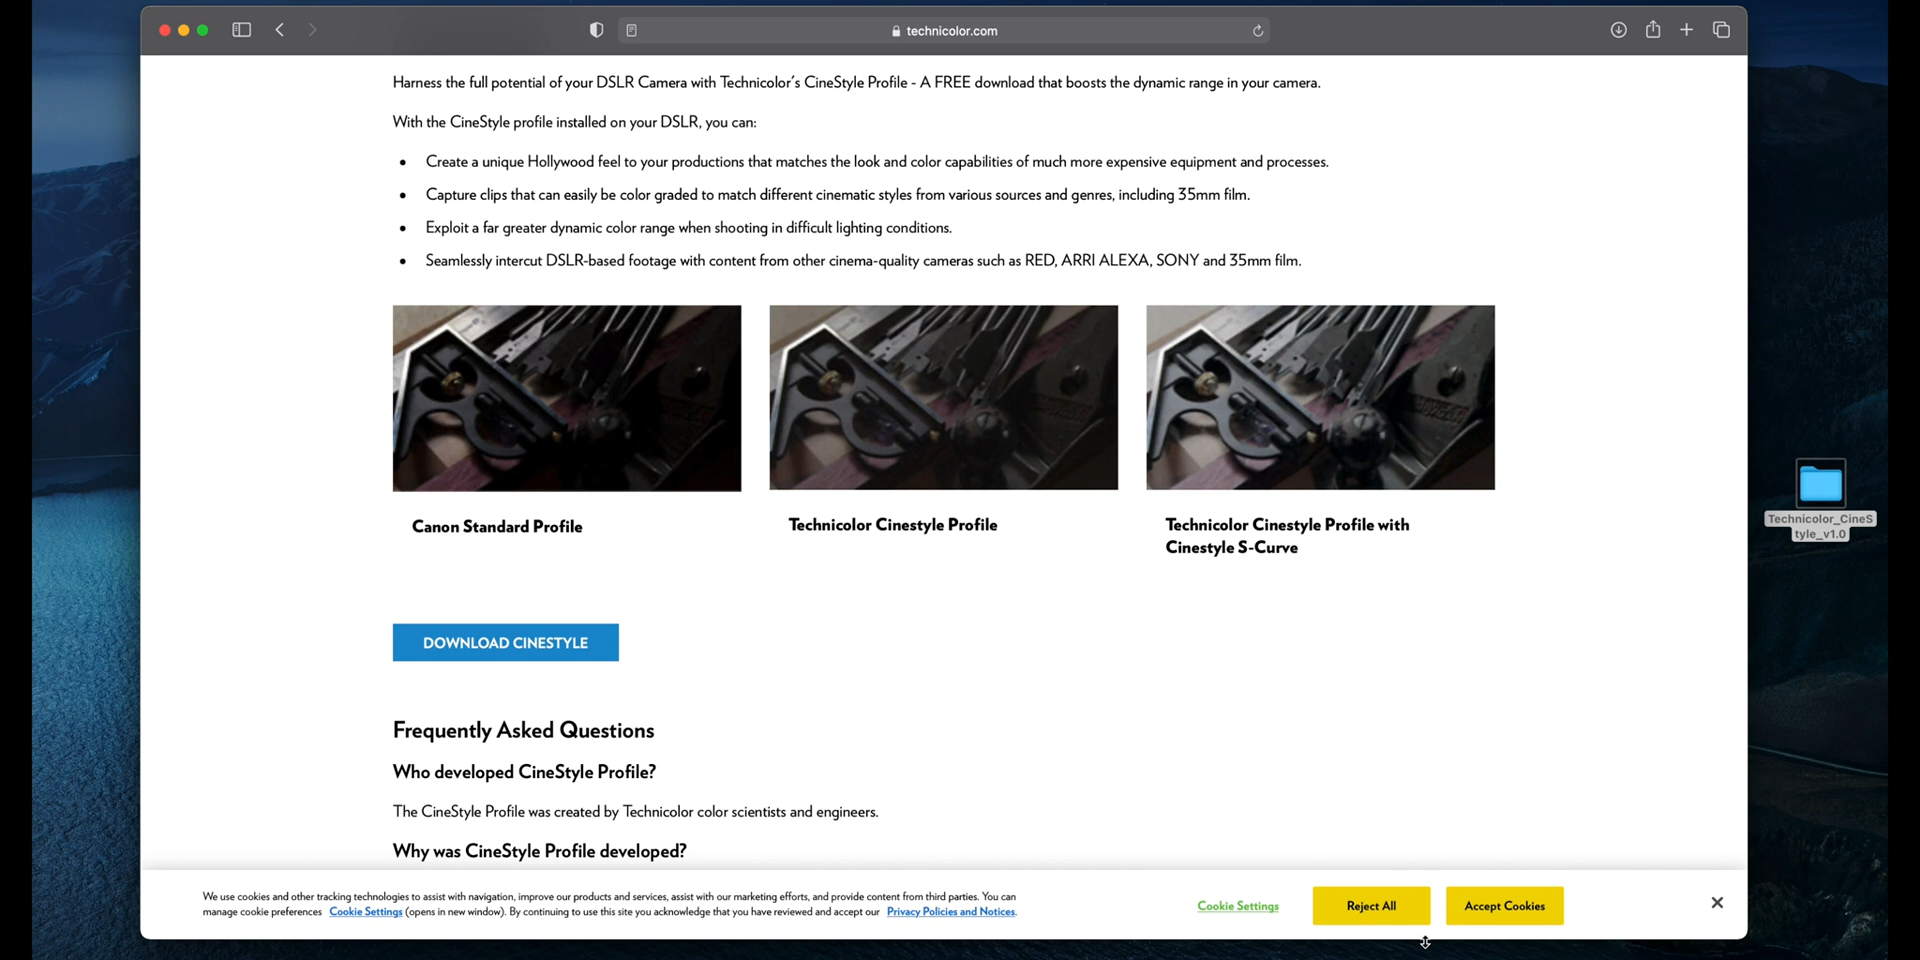 technicolor.com
Harness the full potential of your DSLR Camera with Technicolor's CineStyle Profile - A FREE download that boosts the dynamic range in your camera.
With the CineStyle profile installed on your DSLR, you can:
• Create a unique Hollywood feel to your productions that matches the look and color capabilities of much more expensive equipment and processes.
• Capture clips that can easily be color graded to match different cinematic styles from various sources and genres, including 35mm film.
• Exploit a far greater dynamic color range when shooting in difficult lighting conditions.
• Seamlessly intercut DSLR-based footage with content from other cinema-quality cameras such as RED, ARRI ALEXA, SONY and 35mm film.
Canon Standard Profile
Technicolor Cinestyle Profile
Technicolor Cinestyle Profile with
Cinestyle S-Curve
Technicolor_CineS
tyle_v1.0
DOWNLOAD CINESTYLE
Frequently Asked Questions
Who developed CineStyle Profile?
The CineStyle Profile was created by Technicolor color scientists and engineers.
Why was CineStyle Profile developed?
We use cookies and other tracking technologies to assist with navigation, improve our products and services, assist with our marketing efforts, and provide content from third parties. You can
manage cookie preferences Cookie Settings (opens in new window). By continuing to use this site you acknowledge that you have reviewed and accept our Privacy Policies and Notices.
Cookie Settings
Reject All
Accept Cookies